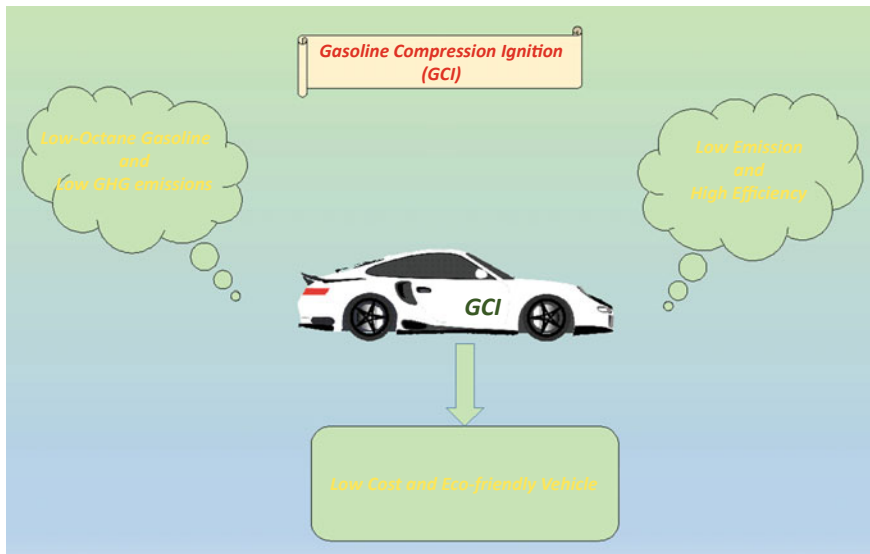 Gasoline Compression Ignition
(GCI)
Low-Octane Gasoline
and
Low GHG emissions
Low Emission
and
High Efficiency
GCI
Low Cost and Eco-friendly Vehicle